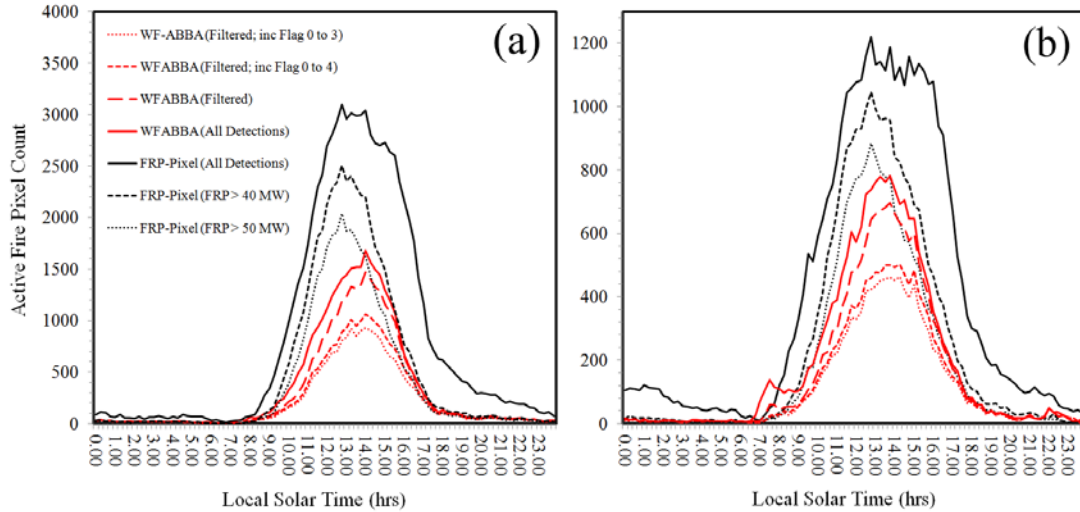 Active Fire Pixel Count
4000
3500
3000
2500
2000
1500
1000
500
0
(a)
WF-ABBA (Filtered; inc Flag 0 to 3)
WFABBA (Filtered; inc Flag 0 to 4)
WFABBA (Filtered)
WFABBA (All Detections)
FRP-Pixel (All Detections)
FRP-Pixel (FRP > 40 MW)
FRP-Pixel (FRP > 50 MW)
0.00 1.00 2.00 3.00 4.00 5.00 6.00 7.00 8.00 9.00 10.00 11.00 12.00 13.00 14.00 15.00 16.00 17.00 18.00 19.00 20.00 21.00 22.00 23.00
Local Solar Time (hrs)
(b)
1200
1000
800
600
400
200
0
0.00 1.00 2.00 3.00 4.00 5.00 6.00 7.00 8.00 9.00 10.00 11.00 12.00 13.00 14.00 15.00 16.00 17.00 18.00 19.00 20.00 21.00 22.00 23.00
Local Solar Time (hrs)